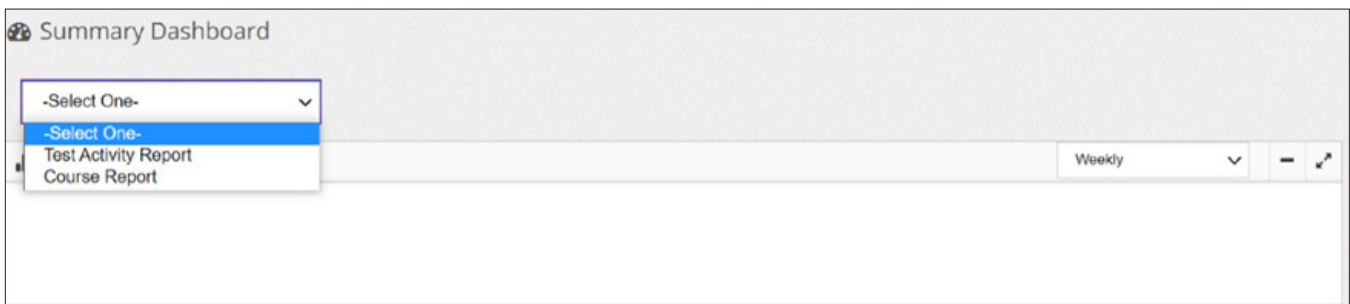 Summary Dashboard
-Select One-
-Select One-
Test Activity Report
Course Report
Weekly